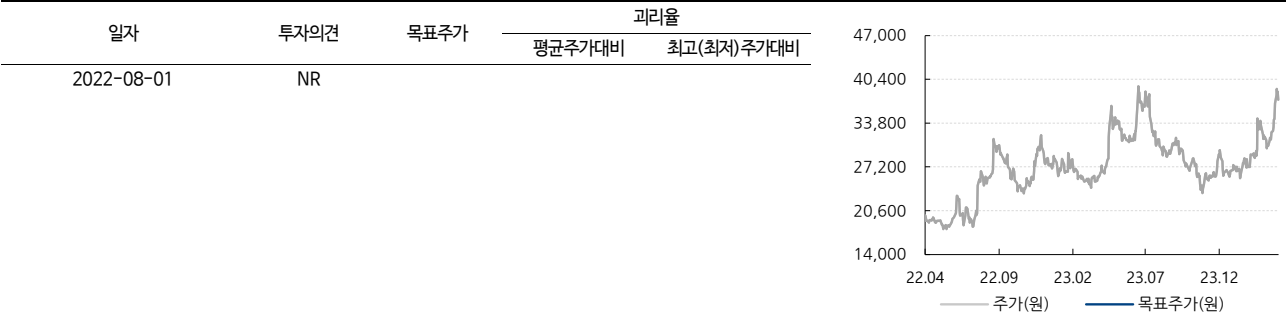 일자 투자의견 목표주가 괴리율
평균주가대비 최고(최저)주가대비
2022-08-01 NR
47,000
40,400
33,800
27,200
20,600
14,000
22.04 22.09 23.02 23.07 23.12
주가(원) 목표주가(원)